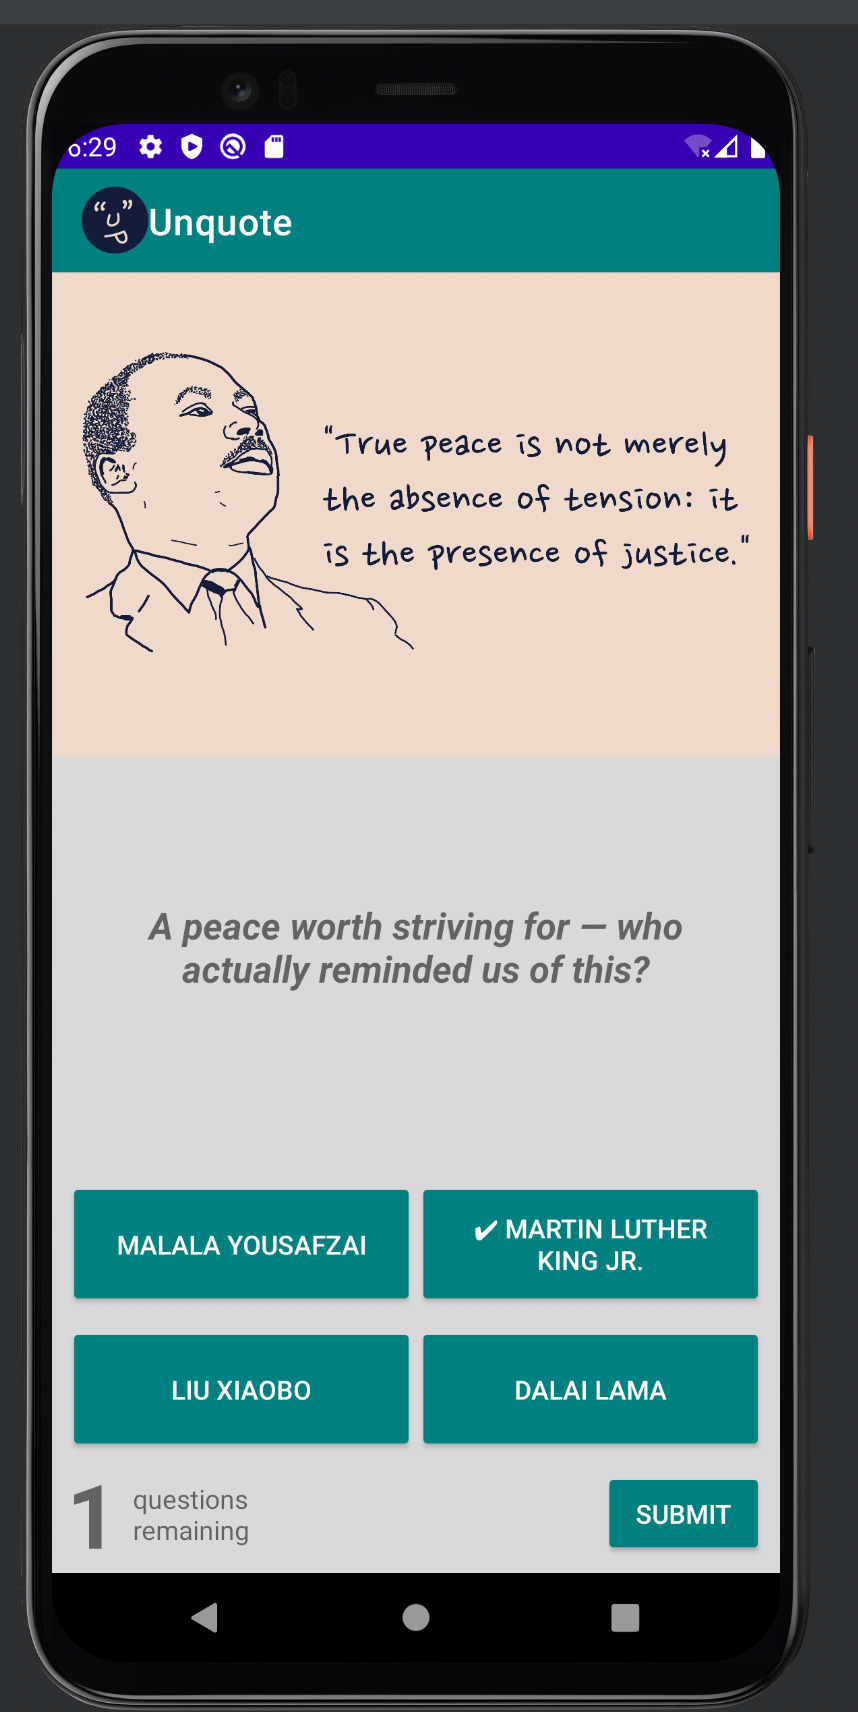 6:29
"U"
P
Unquote
"True peace is not merely
the absence of tension: it
is the presence of justice."
A peace worth striving for — who
actually reminded us of this?
MALALA YOUSAFZAI
✔ MARTIN LUTHER
KING JR.
LIU XIAOBO
DALAI LAMA
1
questions
remaining
SUBMIT